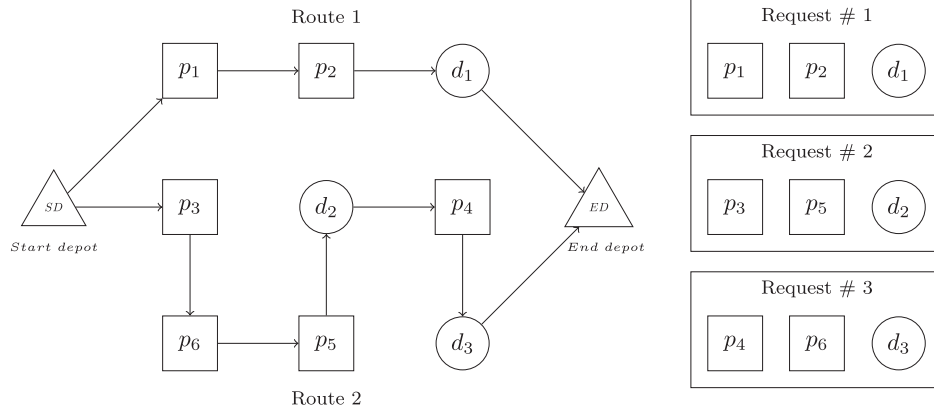 Route 1
p1 p2 d1
SD p3 d2 p4 ED
Start depot End depot
p6 p5 d3
Route 2
Request # 1
p1 p2 d1
Request # 2
p3 p5 d2
Request # 3
p4 p6 d3